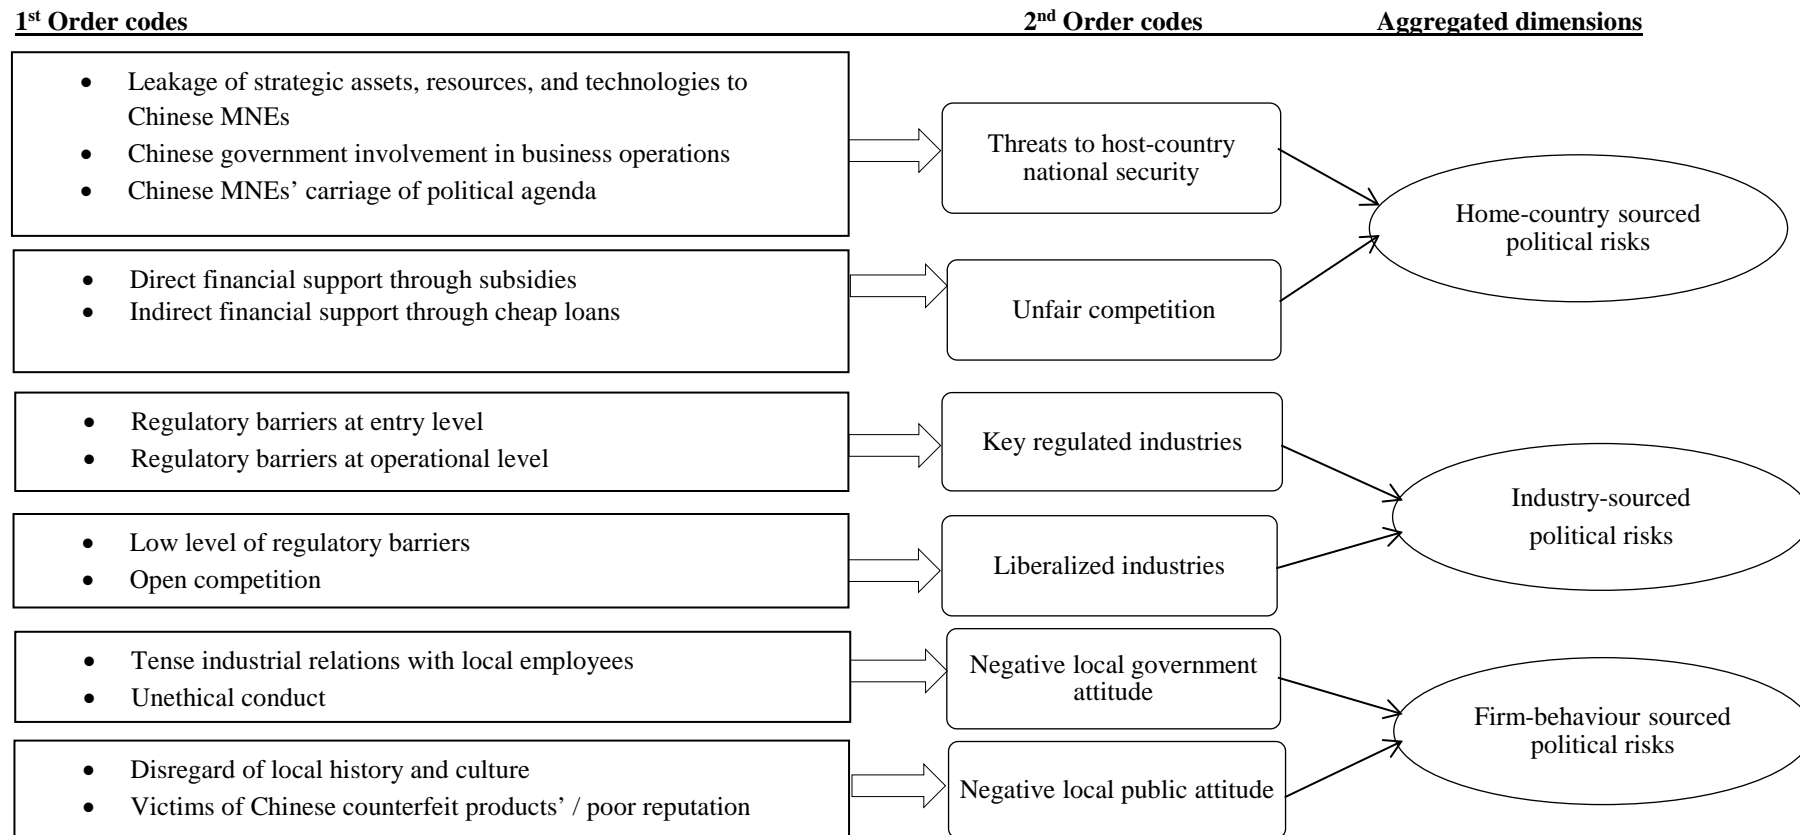 1st Order codes 2nd Order codes Aggregated dimensions
• Leakage of strategic assets, resources, and technologies to
Chinese MNEs
• Chinese government involvement in business operations
• Chinese MNEs’ carriage of political agenda
Threats to host-country
national security
Home-country sourced
political risks
• Direct financial support through subsidies
• Indirect financial support through cheap loans
Unfair competition
• Regulatory barriers at entry level
• Regulatory barriers at operational level
Key regulated industries
Industry-sourced
political risks
• Low level of regulatory barriers
• Open competition
Liberalized industries
• Tense industrial relations with local employees
• Unethical conduct
Negative local government
attitude
Firm-behaviour sourced
political risks
• Disregard of local history and culture
• Victims of Chinese counterfeit products’ / poor reputation
Negative local public attitude